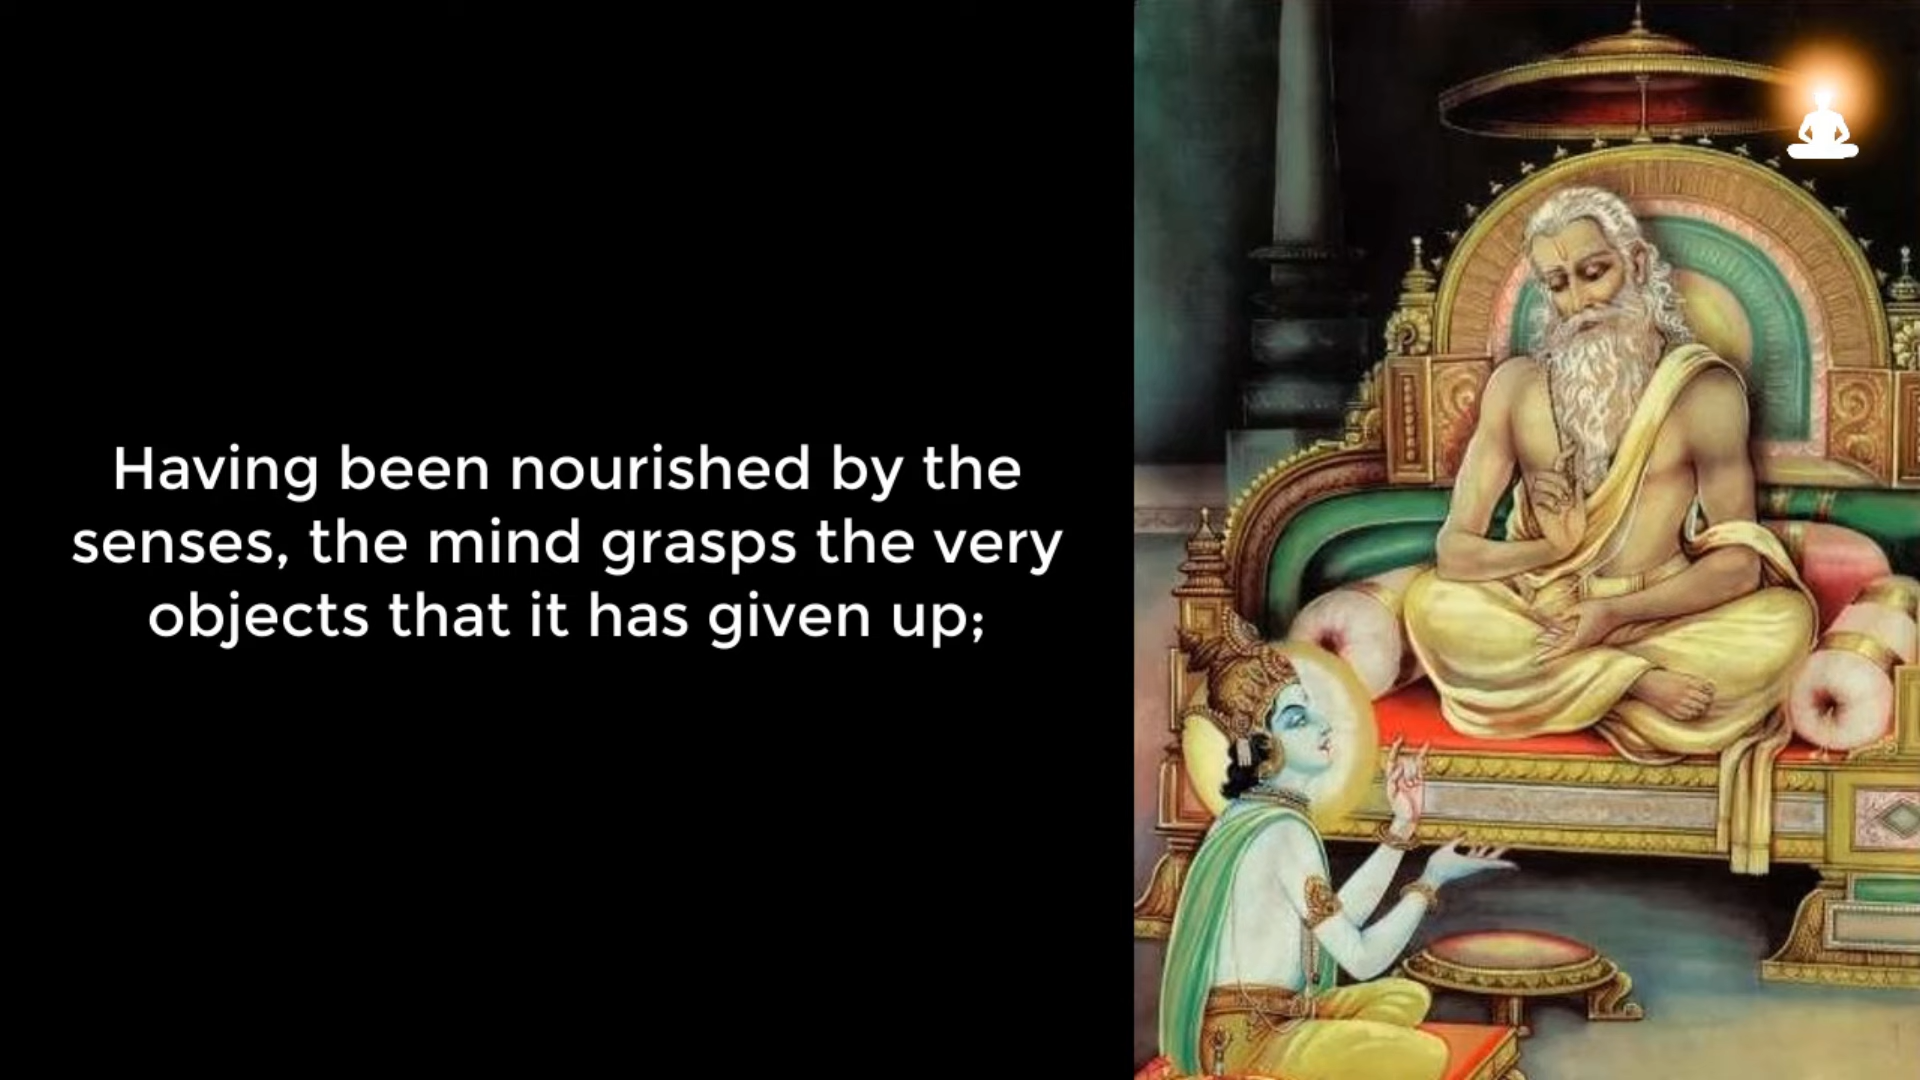 Having been nourished by the
senses, the mind grasps the very
objects that it has given up;